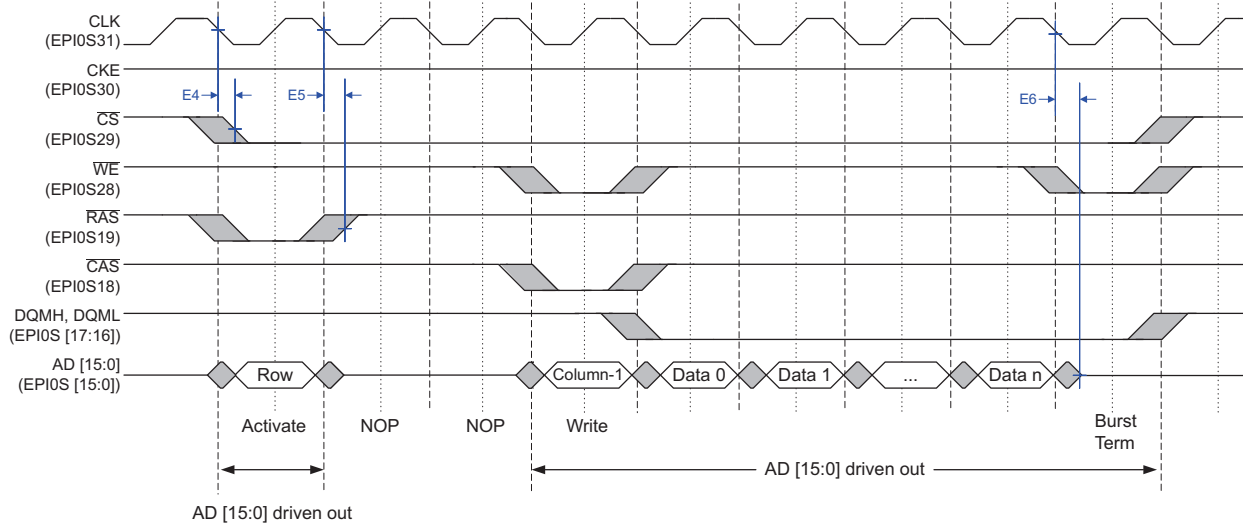 CLK
(EPI0S31)
CKE
(EPI0S30)
E4
E5
E6
CS
(EPI0S29)
WE
(EPI0S28)
RAS
(EPI0S19)
CAS
(EPI0S18)
DQMH, DQML
(EPI0S [17:16])
AD [15:0]
(EPI0S [15:0])
Row
Column-1
Data 0
Data 1
...
Data n
Activate
NOP
NOP
Write
Burst
Term
AD [15:0] driven out
AD [15:0] driven out